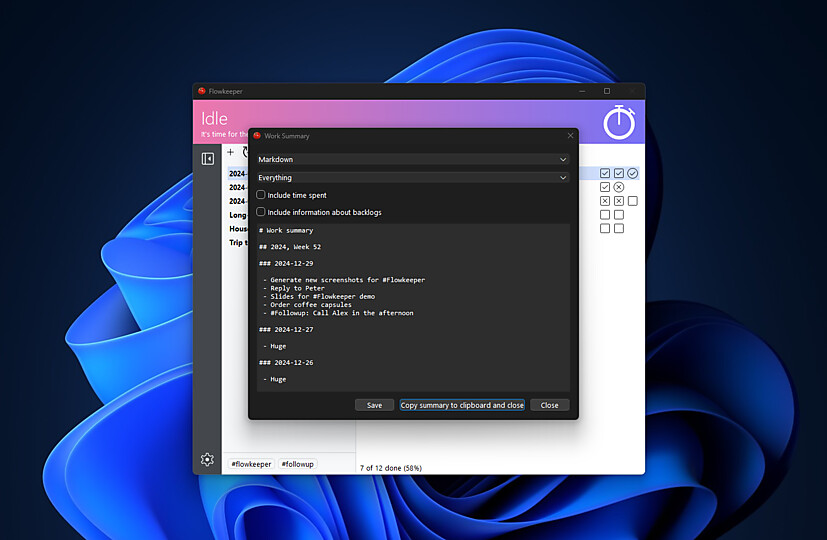 Flowkeeper
Idle
It's time for the
Work Summary
Markdown
Everything
Include time spent
Include information about backlogs
# Work summary
## 2024, Week 52
### 2024-12-29
- Generate new screenshots for #Flowkeeper
- Reply to Peter
- Slides for #Flowkeeper demo
- Order coffee capsules
- #Followup: Call Alex in the afternoon
### 2024-12-27
- Huge
### 2024-12-26
- Huge
Save
Copy summary to clipboard and close
Close
2024-
2024-
2024-
Long-
Hous
Trip t
#flowkeeper
#followup
7 of 12 done (58%)